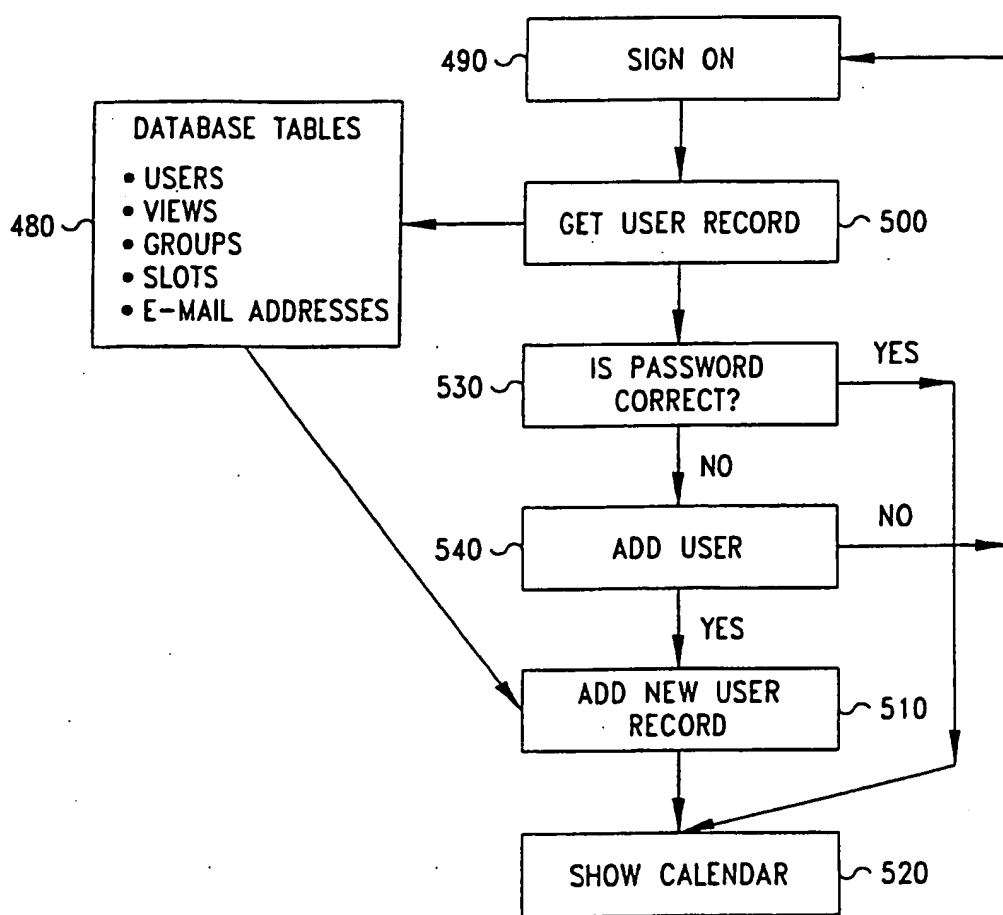 490
SIGN ON
DATABASE TABLES
• USERS
• VIEWS
• GROUPS
• SLOTS
• E-MAIL ADDRESSES
480
GET USER RECORD
500
530
IS PASSWORD
CORRECT?
YES
NO
540
ADD USER
NO
YES
ADD NEW USER
RECORD
510
SHOW CALENDAR
520